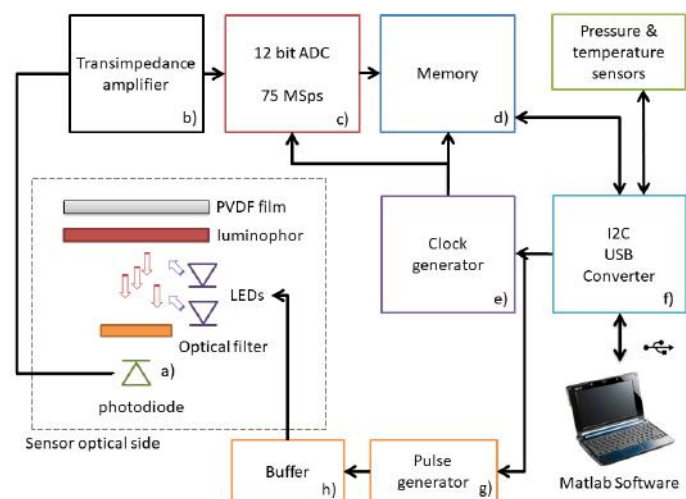 Transimpedance
amplifier
b)
12 bit ADC
75 MSps
c)
Memory
d)
Pressure &
temperature
sensors
PVDF film
luminophor
LEDs
Optical filter
a)
photodiode
Sensor optical side
Clock
generator
e)
I2C
USB
Converter
f)
Buffer
h)
Pulse
generator
g)
Matlab Software